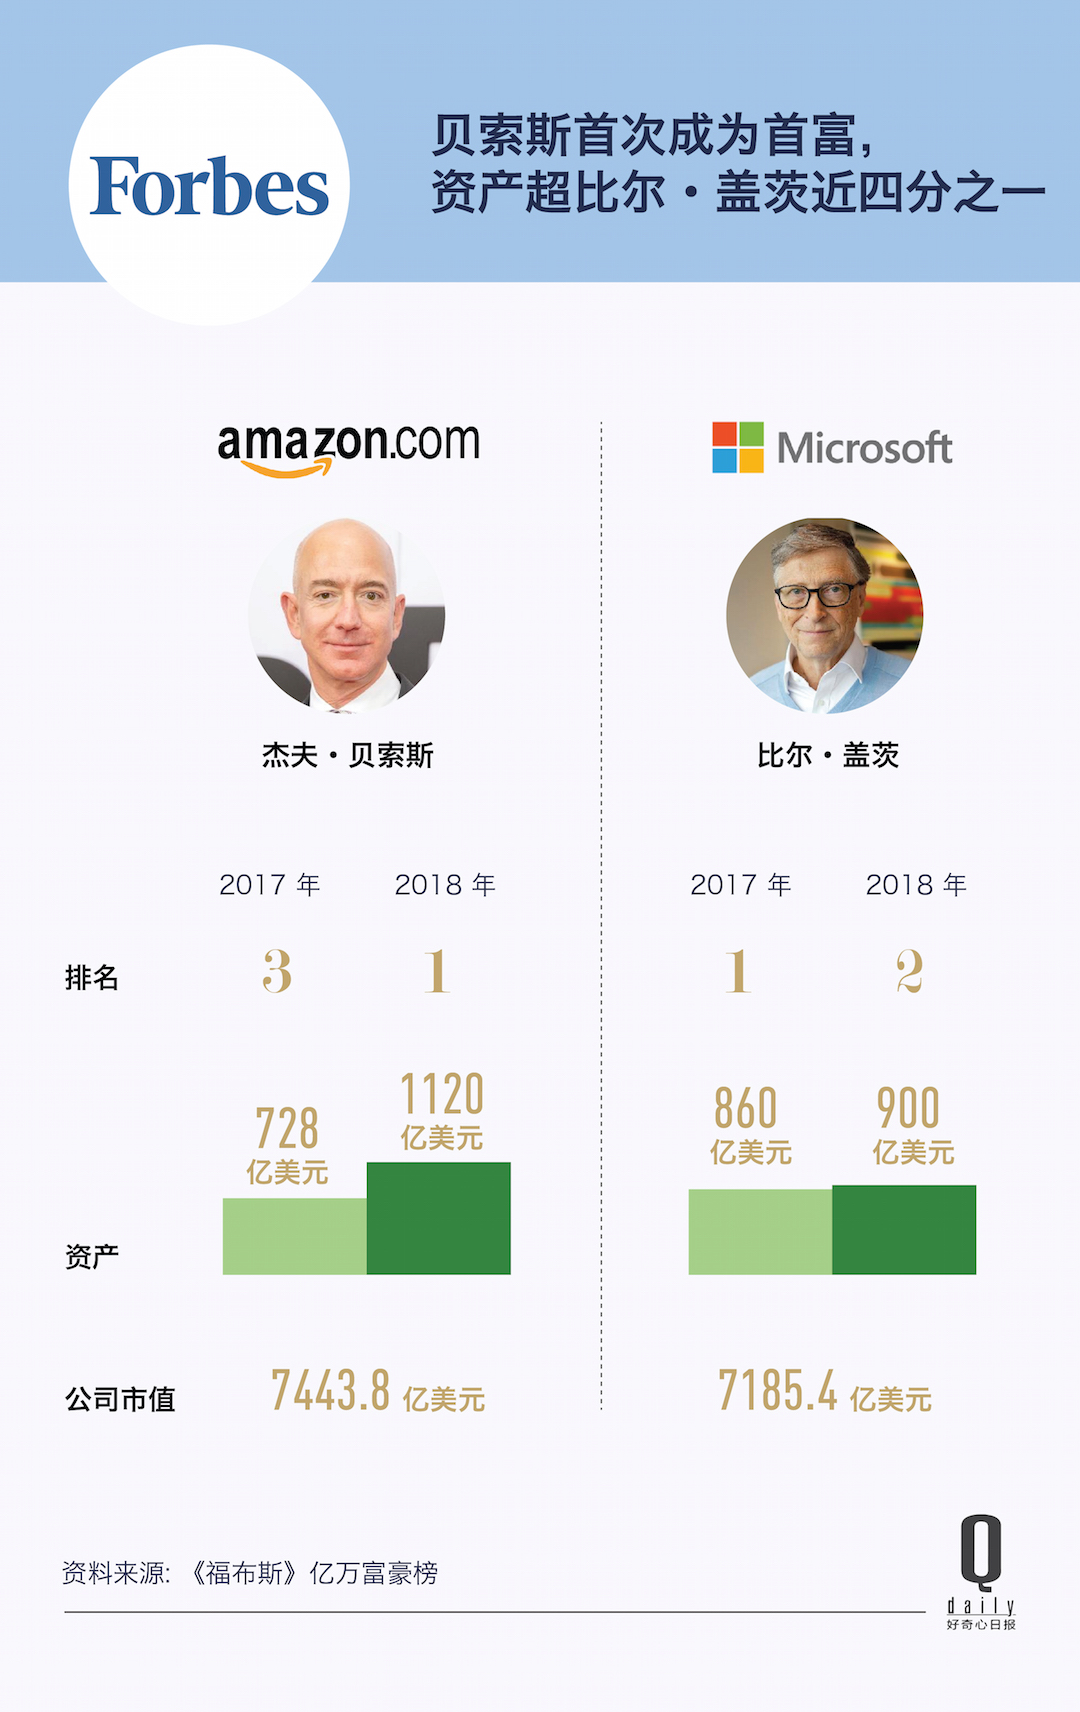 Forbes
贝索斯首次成为首富,
资产超比尔·盖茨近四分之一
amazon.com
Microsoft
杰夫·贝索斯
比尔·盖茨
2017 年
2018 年
2017 年
2018 年
排名
3
1
1
2
728
亿美元
1120
亿美元
860
亿美元
900
亿美元
资产
公司市值
7443.8 亿美元
7185.4 亿美元
资料来源:《福布斯》亿万富豪榜
Q
daily
好奇心日报